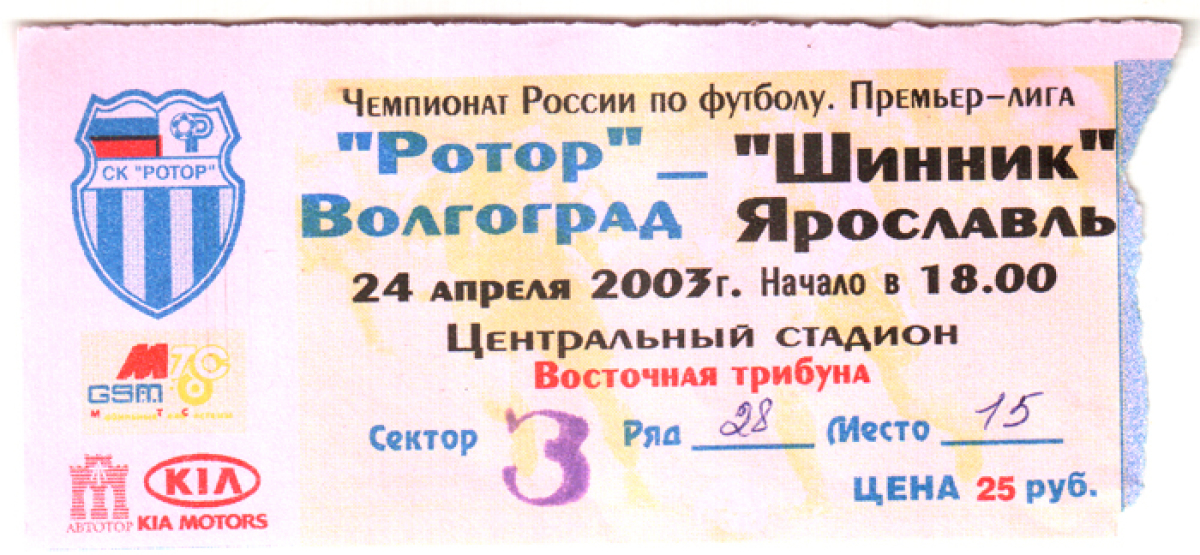 Чемпионат России по футболу. Премьер-лига
"Ротор" – "Шинник"
Волгоград Ярославль
24 апреля 2003г. Начало в 18.00
Центральный стадион
Восточная трибуна
Сектор 3 Ряд 28 Место 15
ЦЕНА 25 руб.
СК "РОТОР"
МТС
GSM
М Т С
АВТОТОР
KIA
KIA MOTORS